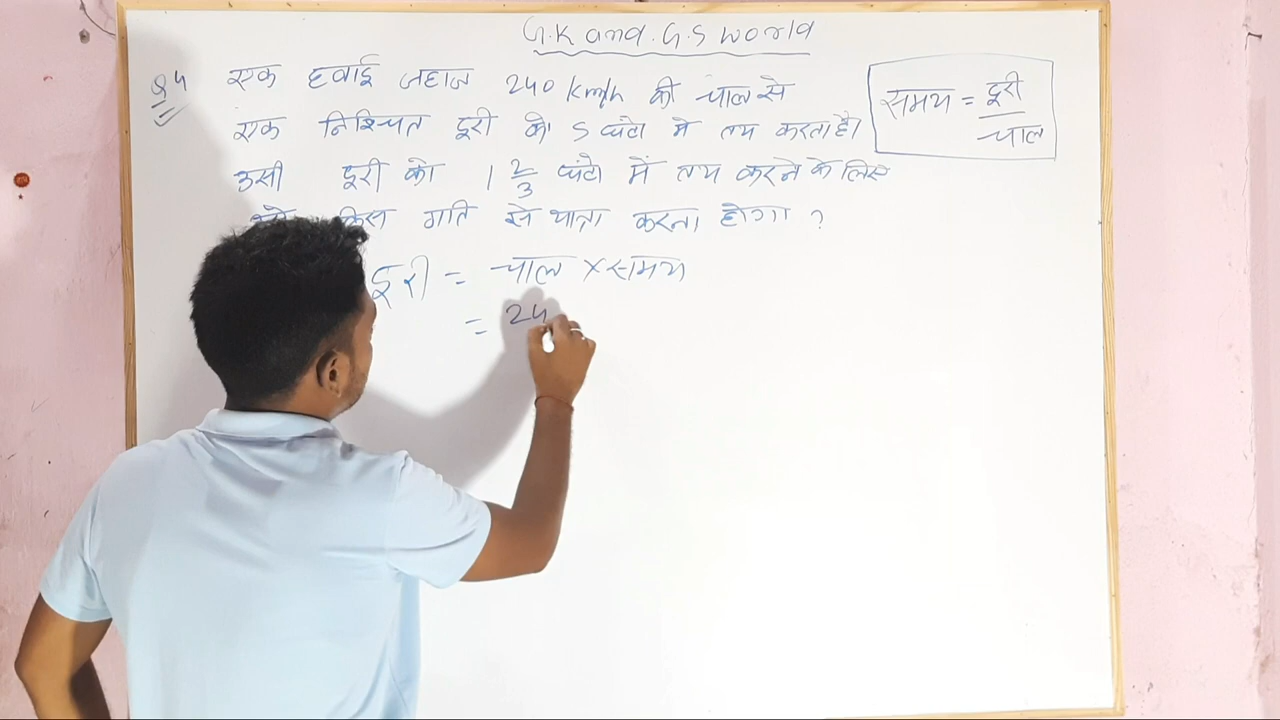 G.K and. G.S World
Q4 एक हवाई जहाज 240 km/h की चाल से
एक निश्चित दूरी को 5 घंटो में तय करता है।
उसी दूरी को 1 2/3 घंटो में तय करने के लिए
किस गति से यात्रा करना होगा ?
समय = दूरी / चाल
दूरी = चाल × समय
= 24